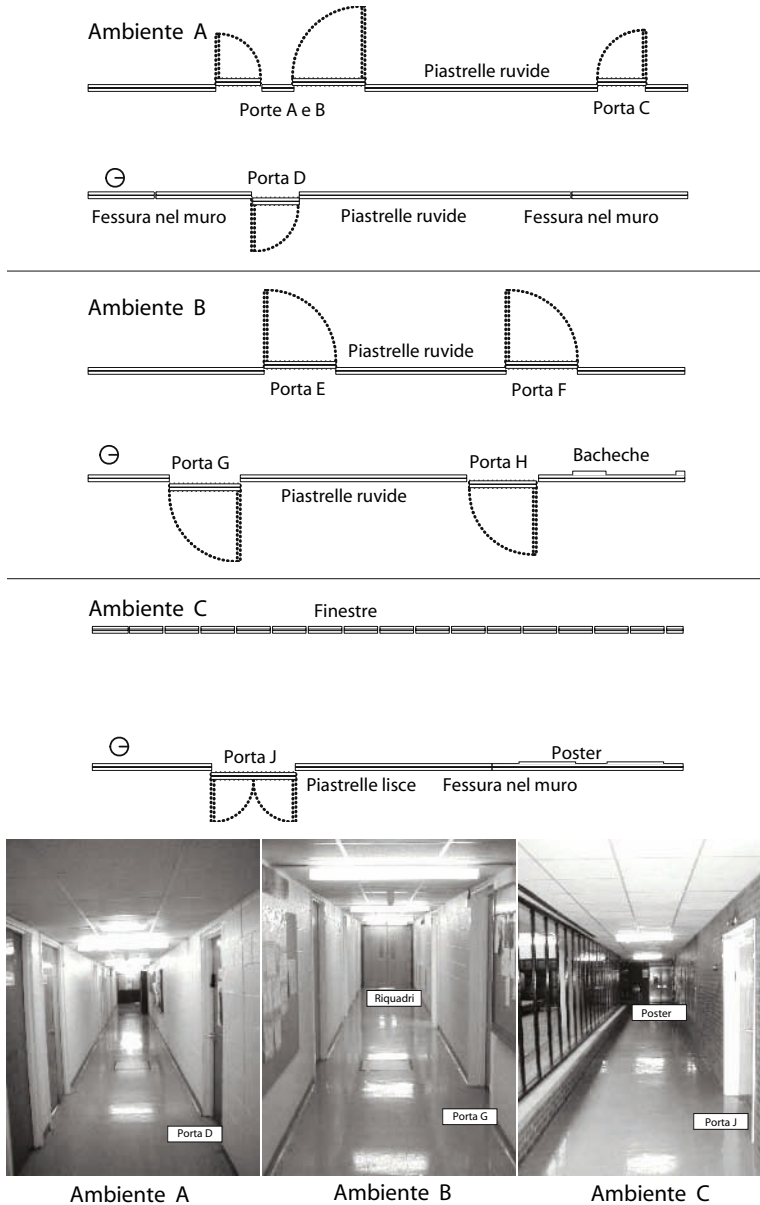 Ambiente A
Piastrelle ruvide
Porte A e B
Porta C
Porta D
Fessura nel muro
Piastrelle ruvide
Fessura nel muro
Ambiente B
Piastrelle ruvide
Porta E
Porta F
Porta G
Porta H
Bacheche
Piastrelle ruvide
Ambiente C
Finestre
Porta J
Poster
Piastrelle lisce
Fessura nel muro
Riquadri
Poster
Porta D
Porta G
Porta J
Ambiente A
Ambiente B
Ambiente C